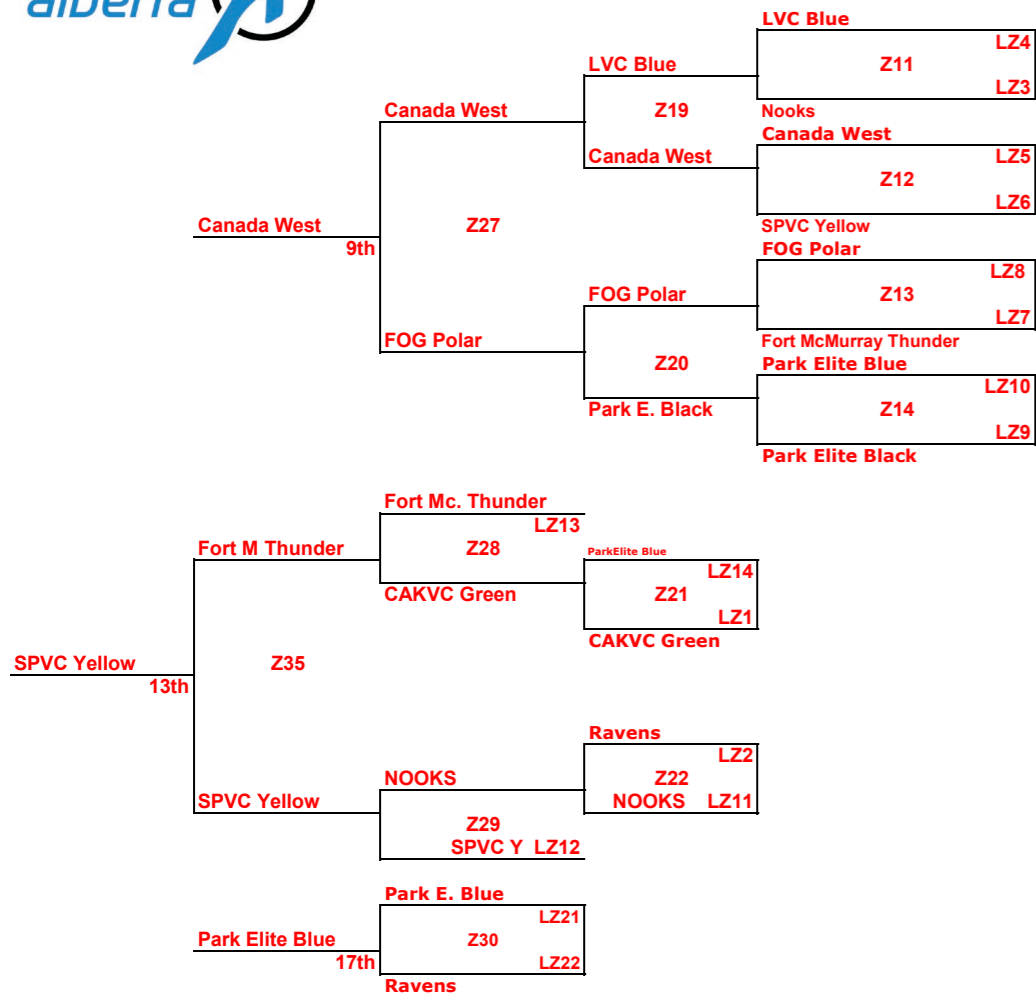 alberta
LVC Blue
LZ4
LVC Blue
Z11
LZ3
Canada West
Z19
Nooks
Canada West
Canada West
LZ5
Z12
LZ6
Canada West
Z27
SPVC Yellow
9th
FOG Polar
LZ8
FOG Polar
Z13
LZ7
FOG Polar
Fort McMurray Thunder
Z20
Park Elite Blue
LZ10
Park E. Black
Z14
LZ9
Park Elite Black
Fort Mc. Thunder
LZ13
Fort M Thunder
Z28
ParkElite Blue
LZ14
CAKVC Green
Z21
LZ1
CAKVC Green
SPVC Yellow
Z35
13th
Ravens
LZ2
NOOKS
Z22
SPVC Yellow
NOOKS LZ11
Z29
SPVC Y LZ12
Park E. Blue
LZ21
Park Elite Blue
Z30
17th
LZ22
Ravens